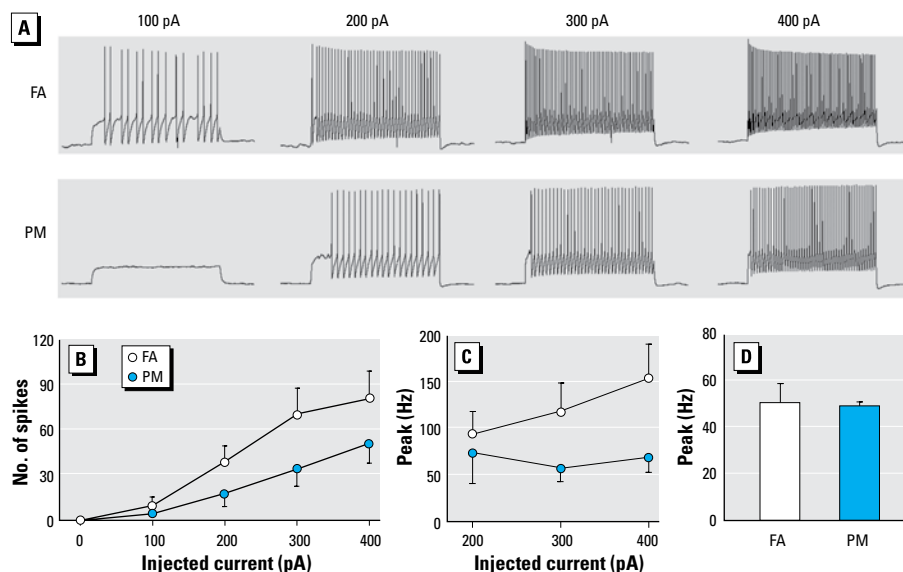 A
100 pA 200 pA 300 pA 400 pA
FA
PM
B
FA
PM
No. of spikes
120
90
60
30
0
0 100 200 300 400
Injected current (pA)
C
Peak (Hz)
200
150
100
50
0
200 300 400
Injected current (pA)
D
Peak (Hz)
80
60
40
20
0
FA PM